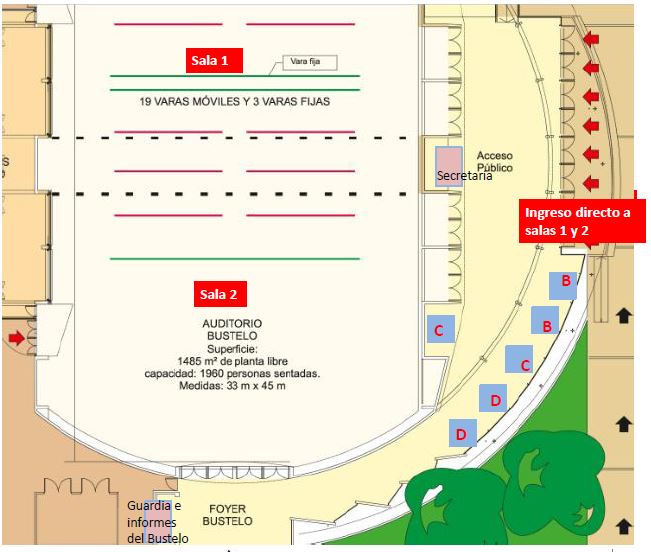 Sala 1
Vara fija
19 VARAS MÓVILES Y 3 VARAS FIJAS
S
Acceso
Público
Secretaria
Ingreso directo a
salas 1 y 2
Sala 2
AUDITORIO
BUSTELO
Superficie:
1485 m² de planta libre
capacidad: 1960 personas sentadas.
Medidas: 33 m x 45 m
B
B
C
C
D
D
Guardia e
informes
del Bustelo
FOYER
BUSTELO